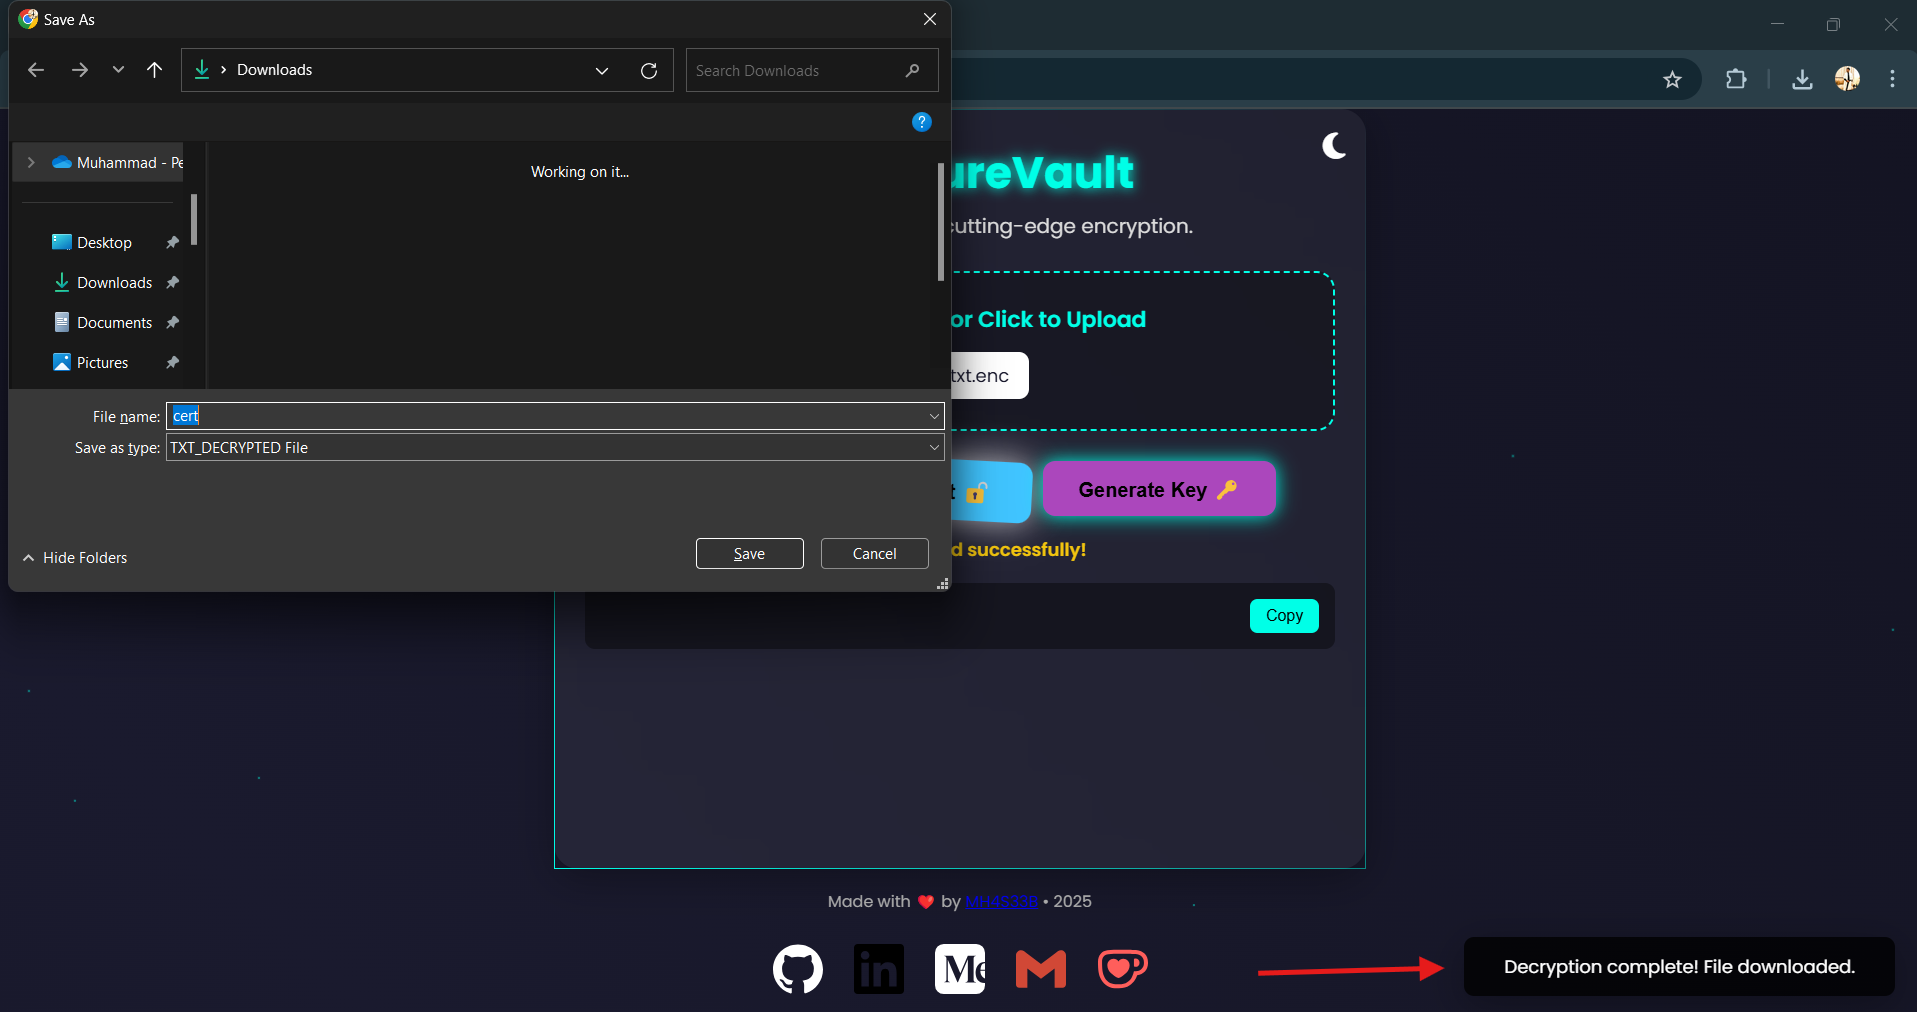 Save As
Downloads
Search Downloads
?
Muhammad - Pe
Working on it...
Desktop
Downloads
Documents
Pictures
File name: cert
Save as type: TXT_DECRYPTED File
Hide Folders
Save
Cancel
ureVault
cutting-edge encryption.
or Click to Upload
txt.enc
t
Generate Key
d successfully!
Copy
Made with ❤️ by • 2025
in
Me
Decryption complete! File downloaded.